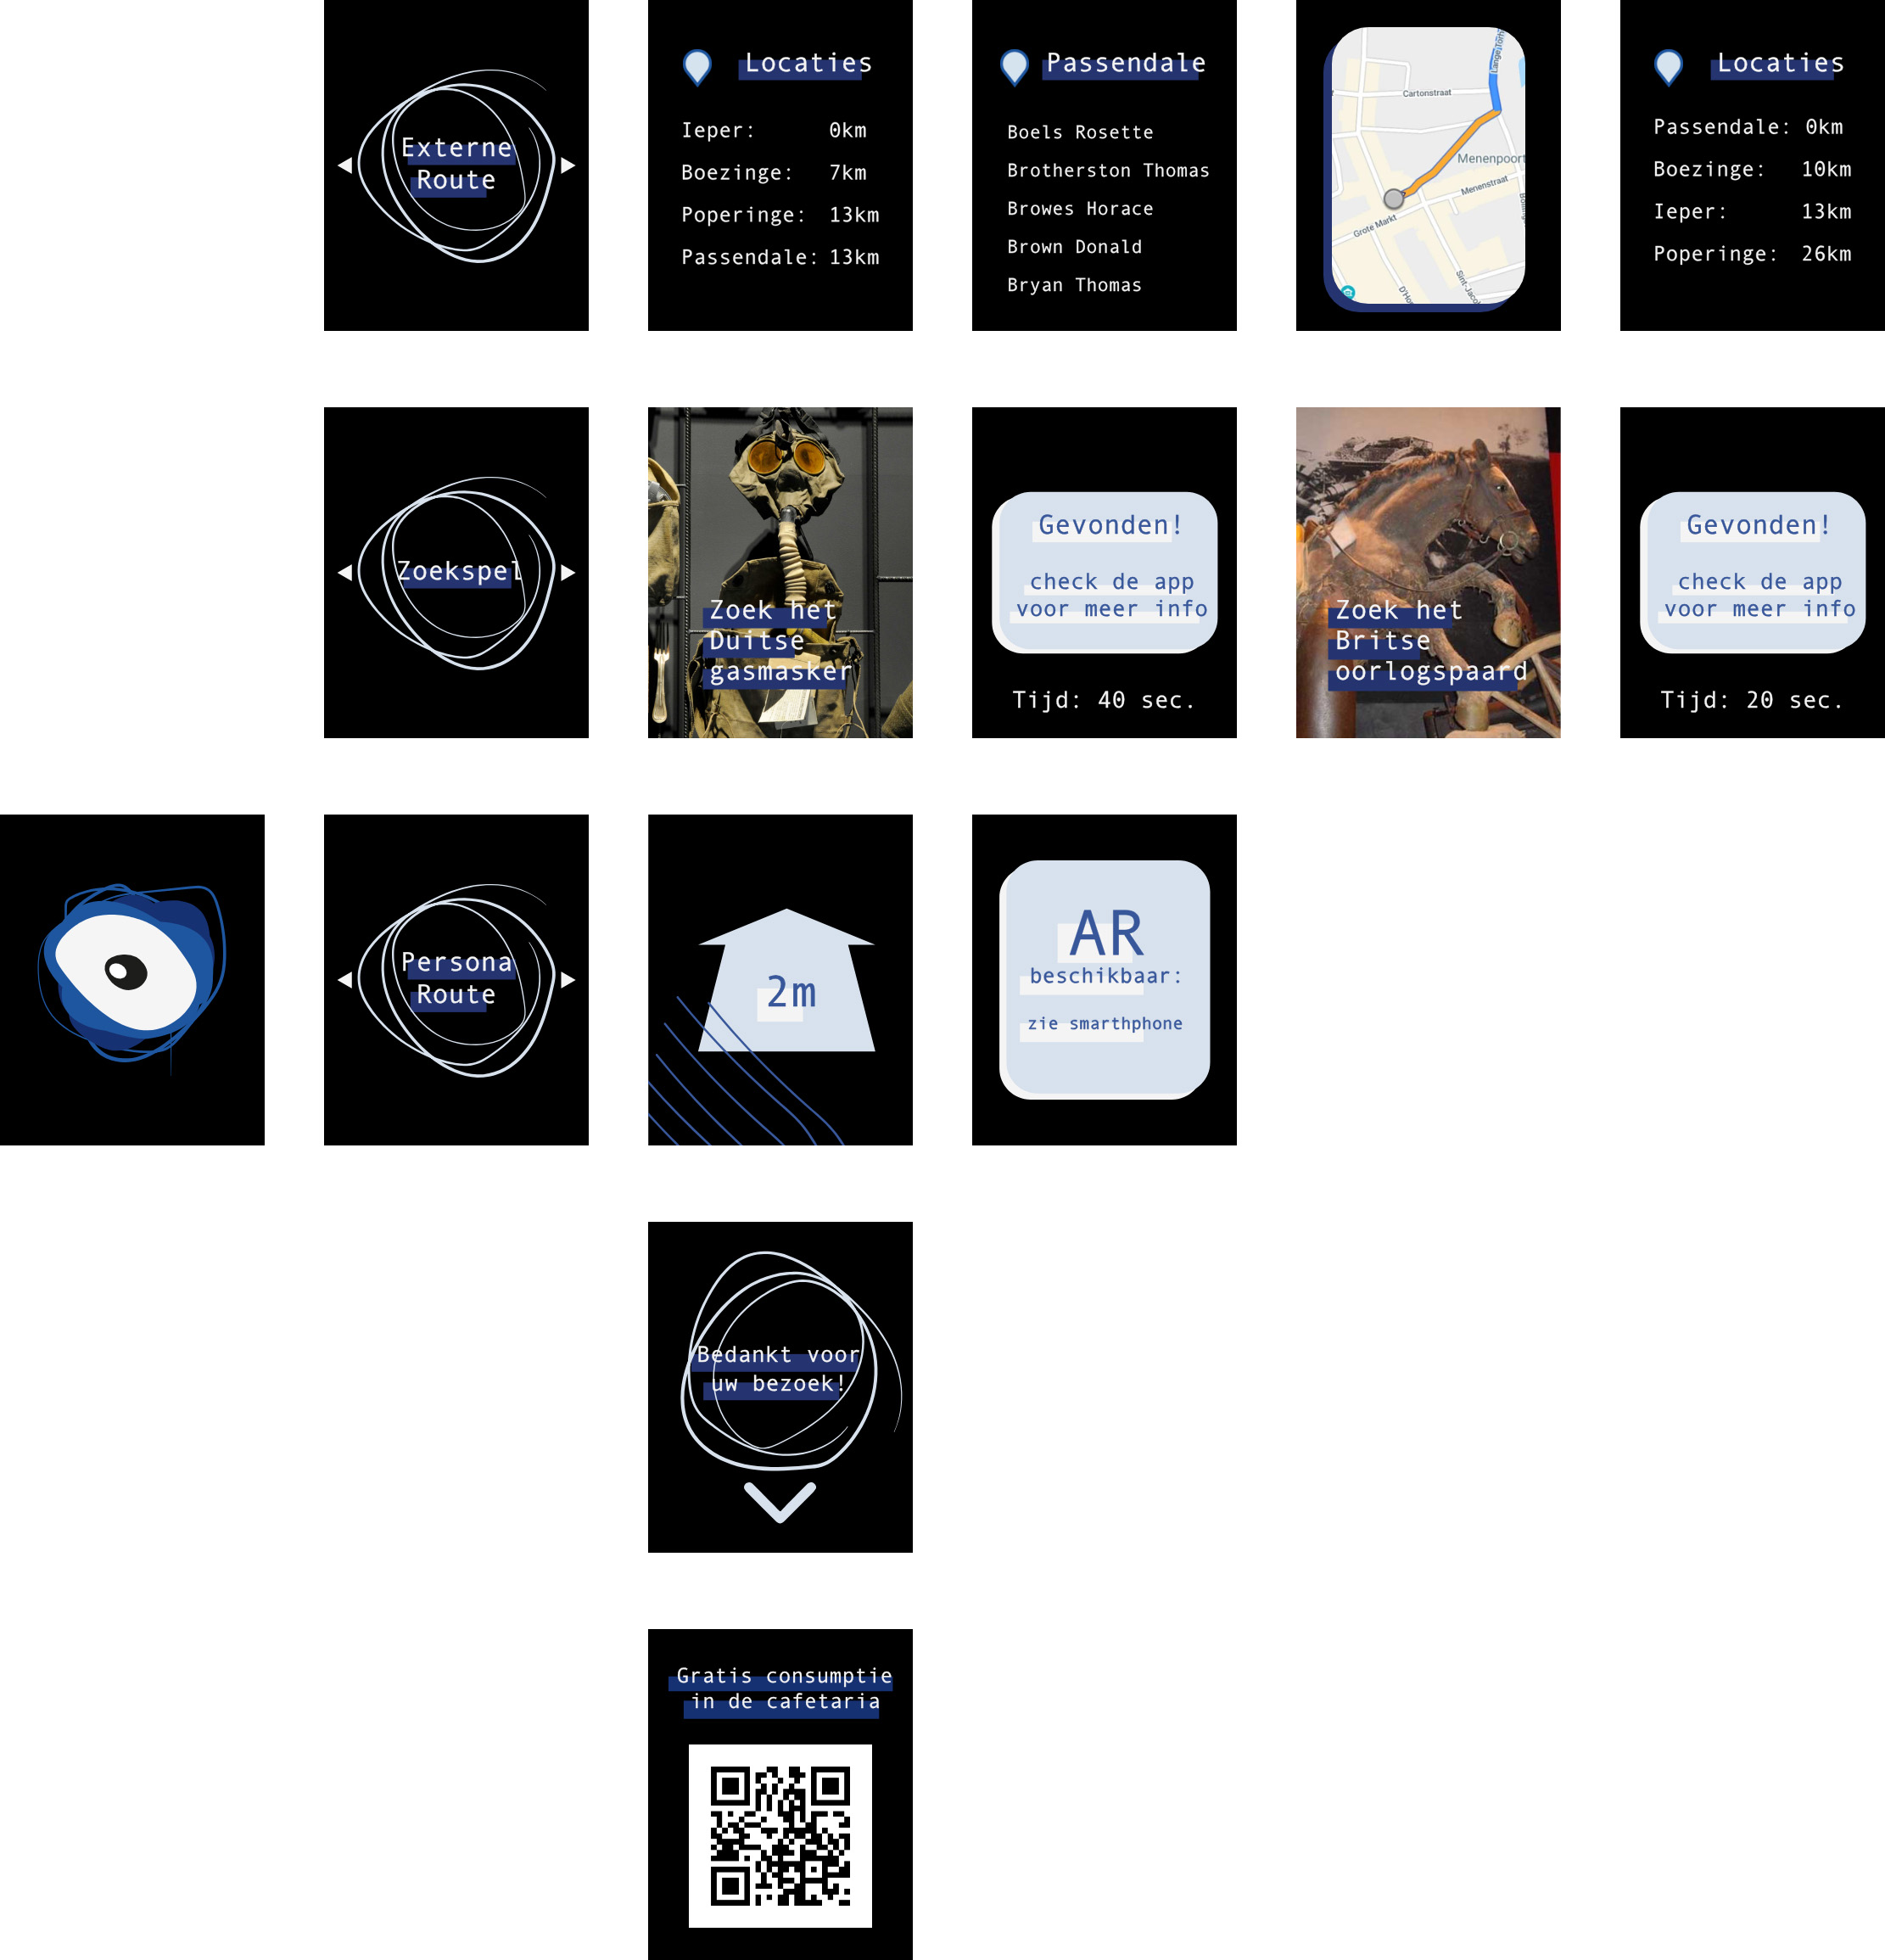 Externe
Route
Locaties
Ieper: 0km
Boezinge: 7km
Poperinge: 13km
Passendale: 13km
Passendale
Boels Rosette
Brotherston Thomas
Browes Horace
Brown Donald
Bryan Thomas
Cartonstraat
Menenpoort
Menenstraat
Grote Markt
Locaties
Passendale: 0km
Boezinge: 10km
Ieper: 13km
Poperinge: 26km
Zoekspel
Zoek het
Duitse
gasmasker
Gevonden!
check de app
voor meer info
Tijd: 40 sec.
Zoek het
Britse
oorlogspaard
Gevonden!
check de app
voor meer info
Tijd: 20 sec.
Persona
Route
2m
AR
beschikbaar:
zie smarthphone
Bedankt voor
uw bezoek!
Gratis consumptie
in de cafetaria